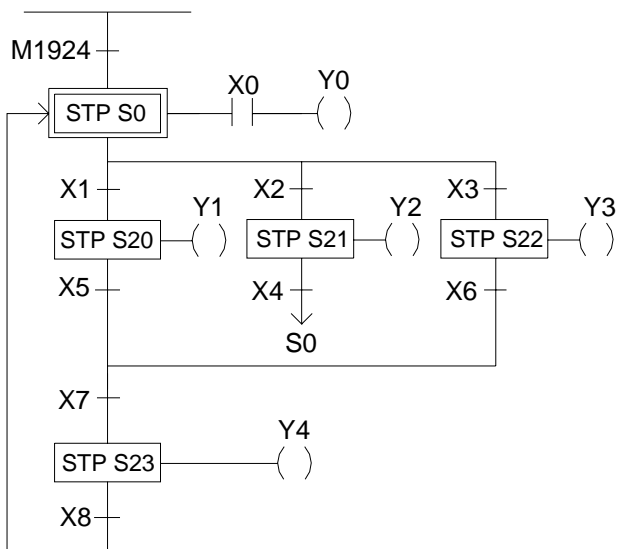 M1924
X0 Y0
STP S0
X1 X2 X3
Y1 Y2 Y3
STP S20 STP S21 STP S22
X5 X4 X6
S0
X7
Y4
STP S23
X8